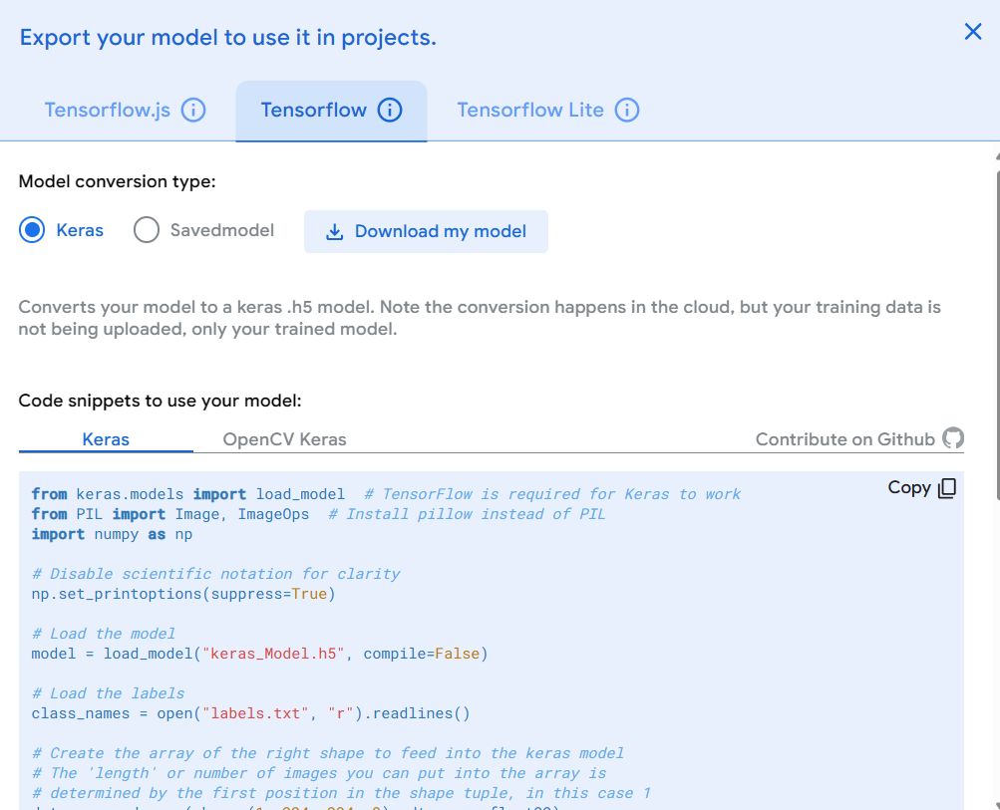 Export your model to use it in projects.
Tensorflow.js
Tensorflow
Tensorflow Lite
Model conversion type:
Keras
Savedmodel
Download my model
Converts your model to a keras .h5 model. Note the conversion happens in the cloud, but your training data is
not being uploaded, only your trained model.
Code snippets to use your model:
Keras
OpenCV Keras
Contribute on Github
Copy
from keras.models import load_model  # TensorFlow is required for Keras to work
from PIL import Image, ImageOps  # Install pillow instead of PIL
import numpy as np
# Disable scientific notation for clarity
np.set_printoptions(suppress=True)
# Load the model
model = load_model("keras_Model.h5", compile=False)
# Load the labels
class_names = open("labels.txt", "r").readlines()
# Create the array of the right shape to feed into the keras model
# The 'length' or number of images you can put into the array is
# determined by the first position in the shape tuple, in this case 1